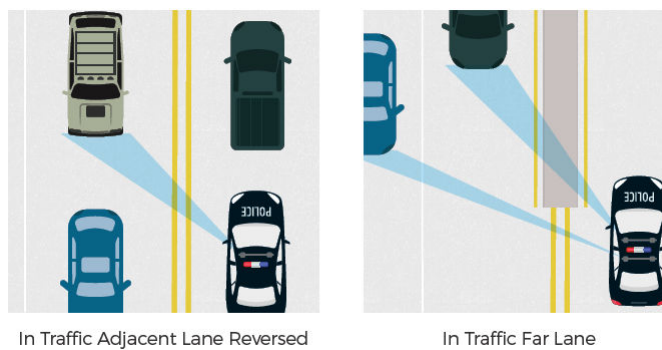 POLICE
POLICE
In Traffic Adjacent Lane Reversed
In Traffic Far Lane